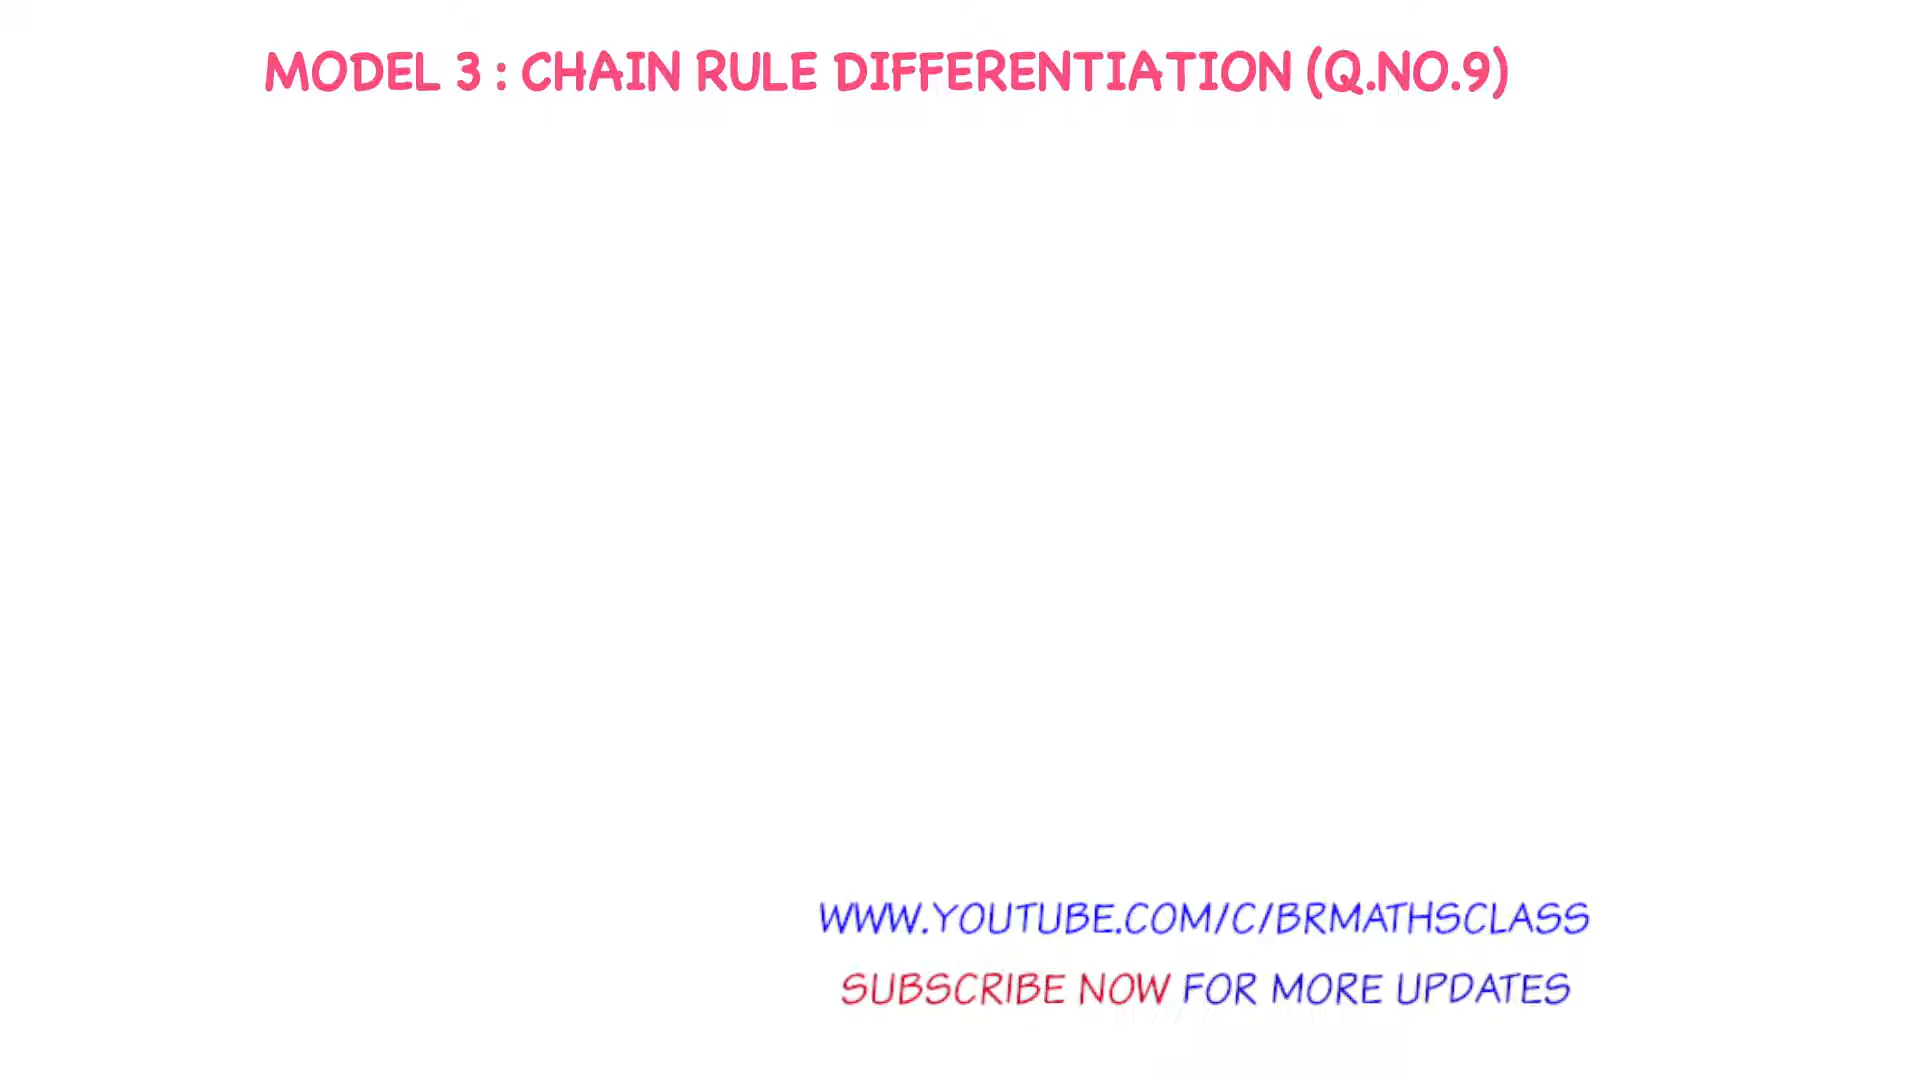 MODEL 3 : CHAIN RULE DIFFERENTIATION (Q.NO.9)
WWW.YOUTUBE.COM/C/BRMATHSCLASS
SUBSCRIBE NOW FOR MORE UPDATES